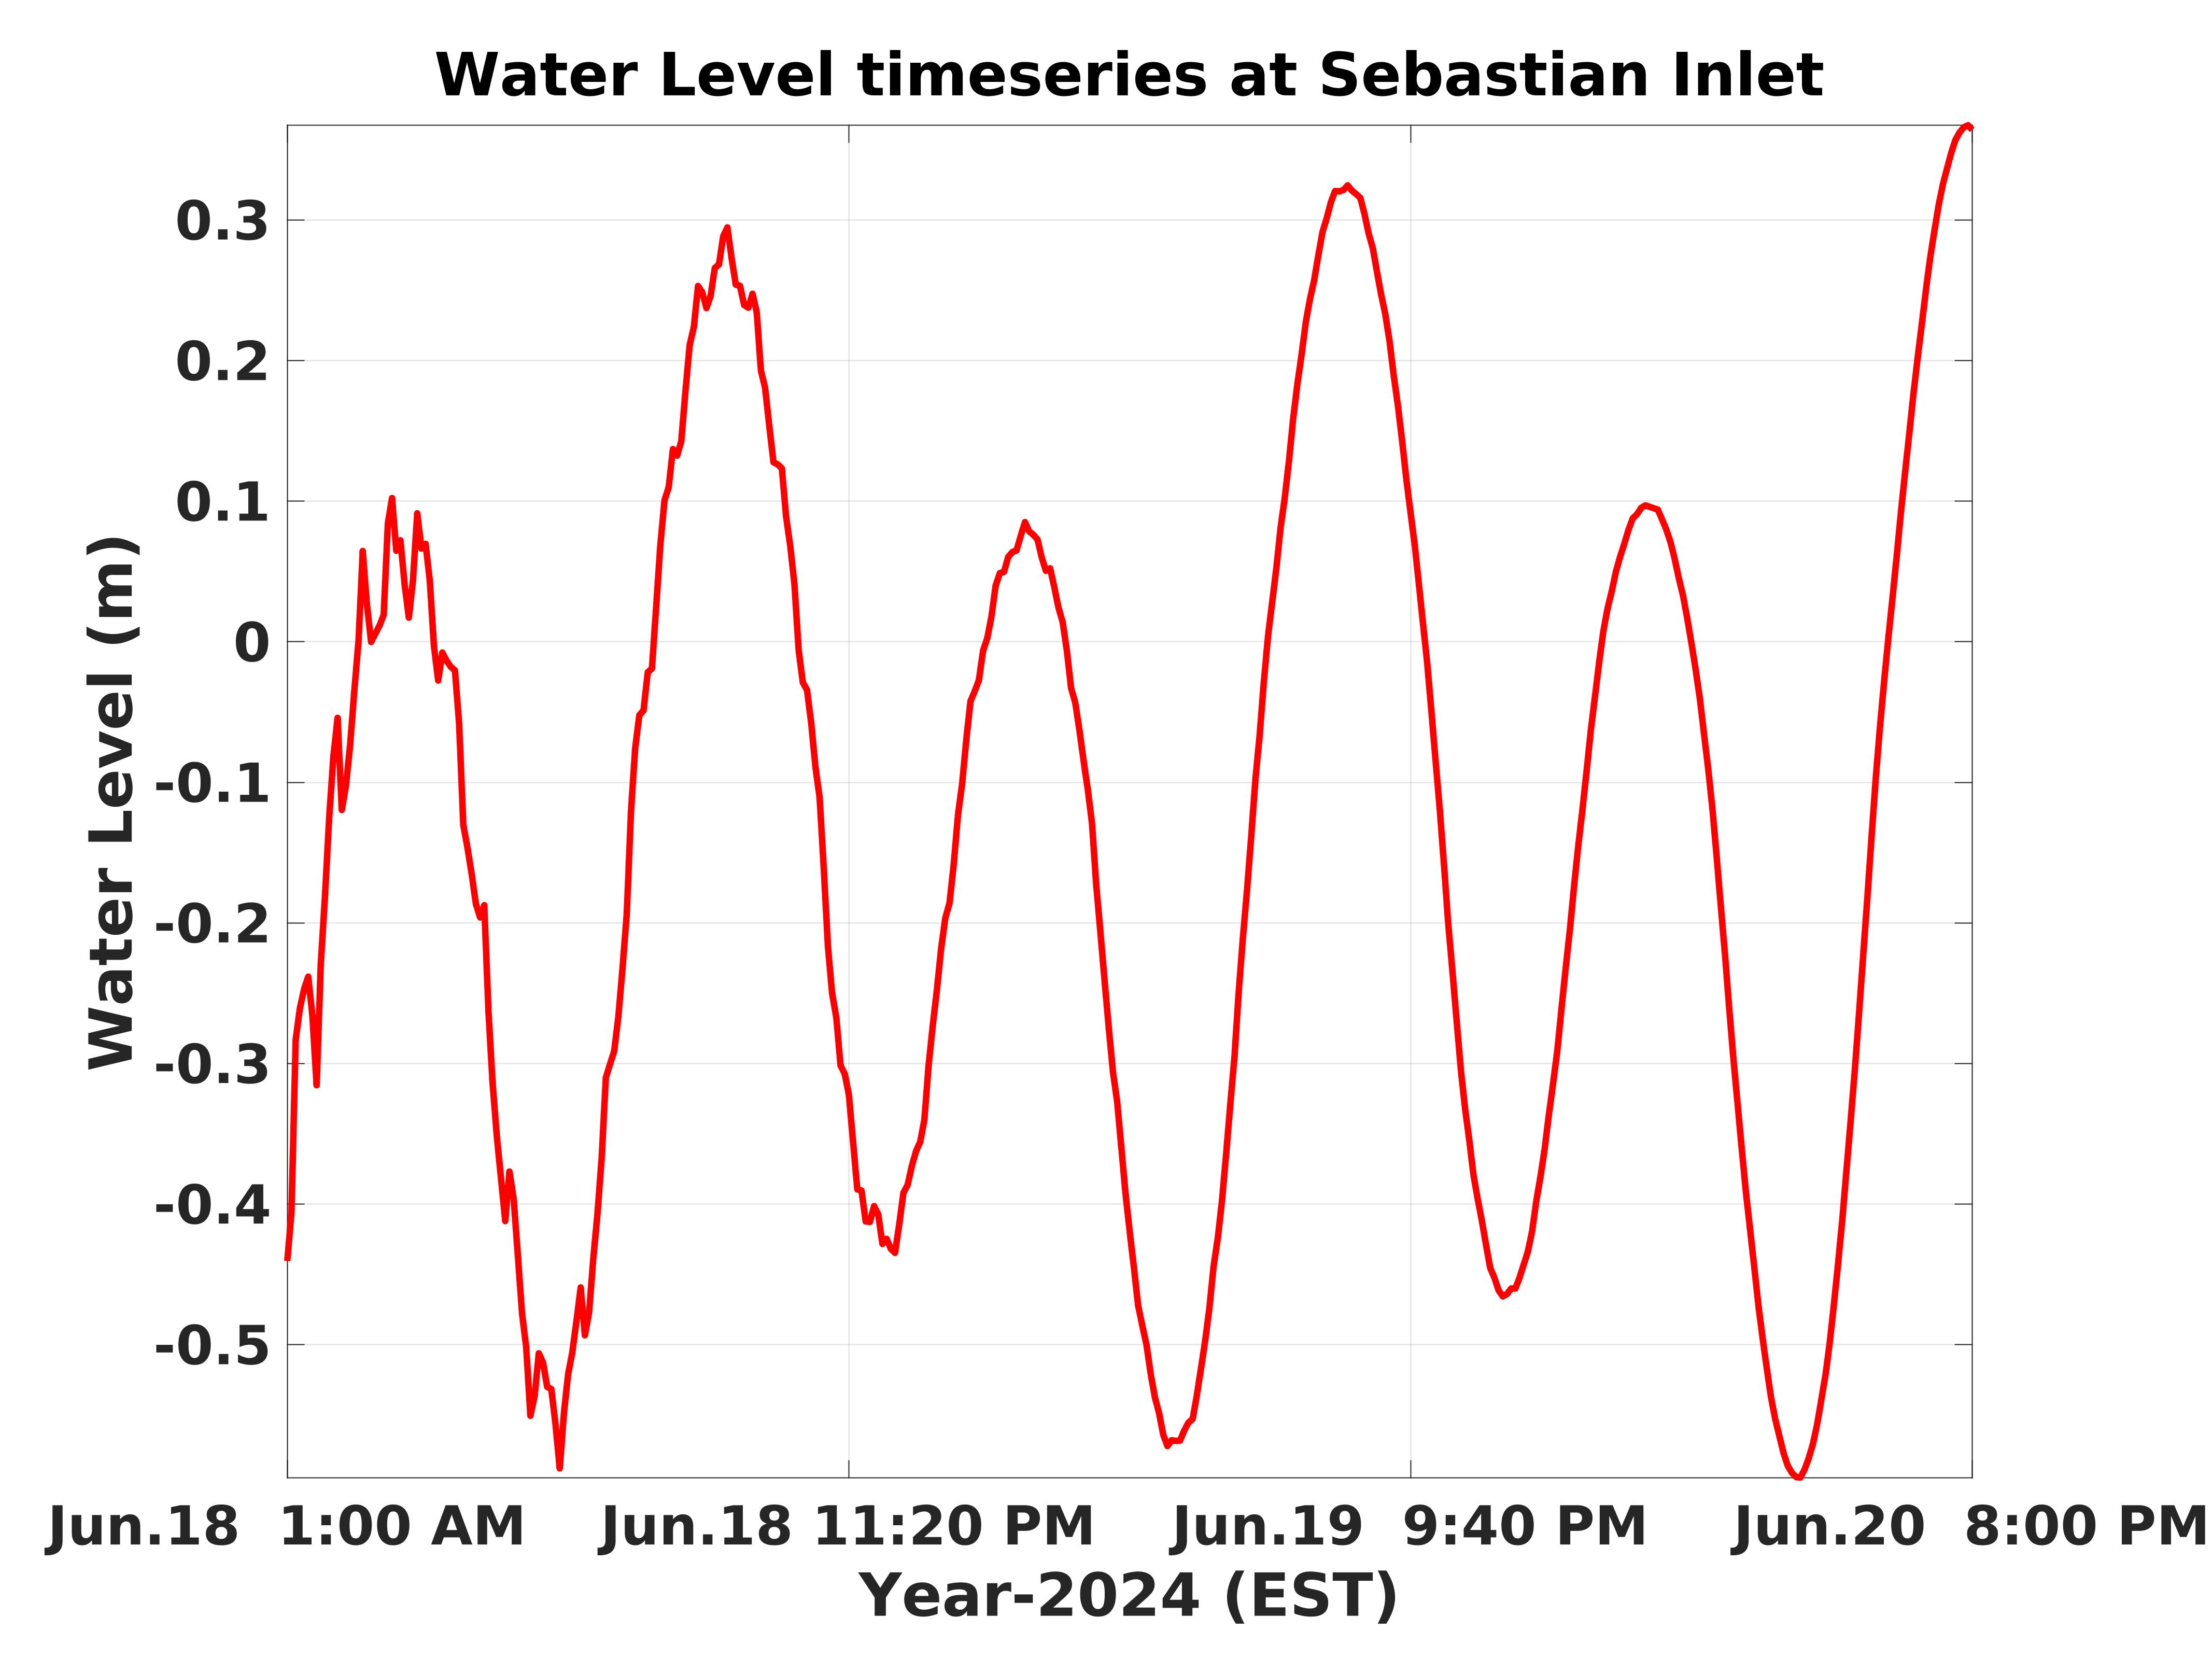 Water Level timeseries at Sebastian Inlet
Water Level (m)
0.3
0.2
0.1
0
-0.1
-0.2
-0.3
-0.4
-0.5
Jun.18 1:00 AM
Jun.18 11:20 PM
Jun.19 9:40 PM
Jun.20 8:00 PM
Year-2024 (EST)